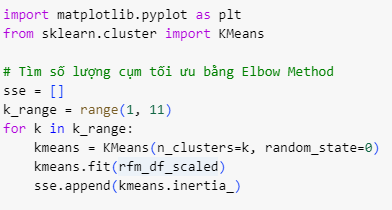 import matplotlib.pyplot as plt
from sklearn.cluster import KMeans
# Tìm số lượng cụm tối ưu bằng Elbow Method
sse = []
k_range = range(1, 11)
for k in k_range:
    kmeans = KMeans(n_clusters=k, random_state=0)
    kmeans.fit(rfm_df_scaled)
    sse.append(kmeans.inertia_)